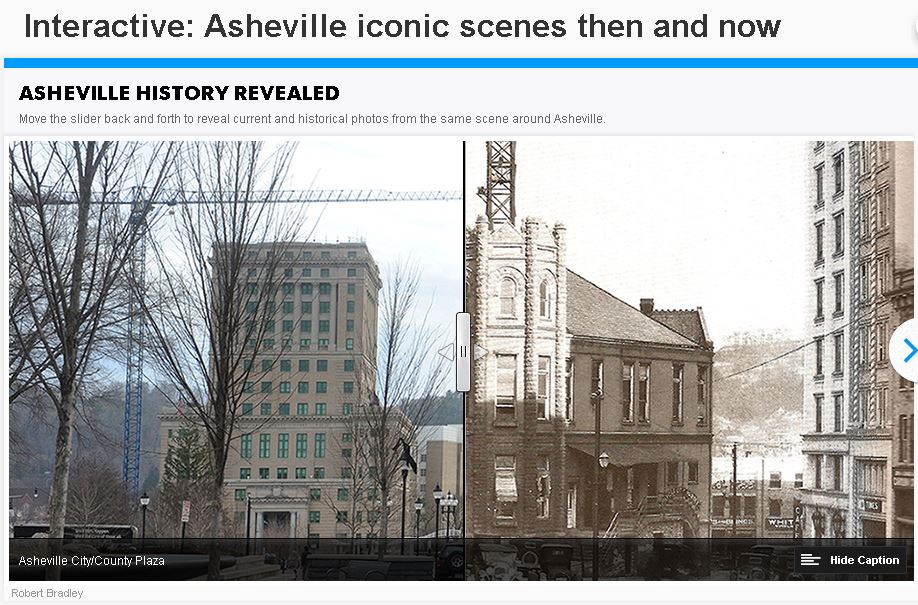 Interactive: Asheville iconic scenes then and now
ASHEVILLE HISTORY REVEALED
Move the slider back and forth to reveal current and historical photos from the same scene around Asheville.
Asheville City/County Plaza
Hide Caption
Robert Bradley